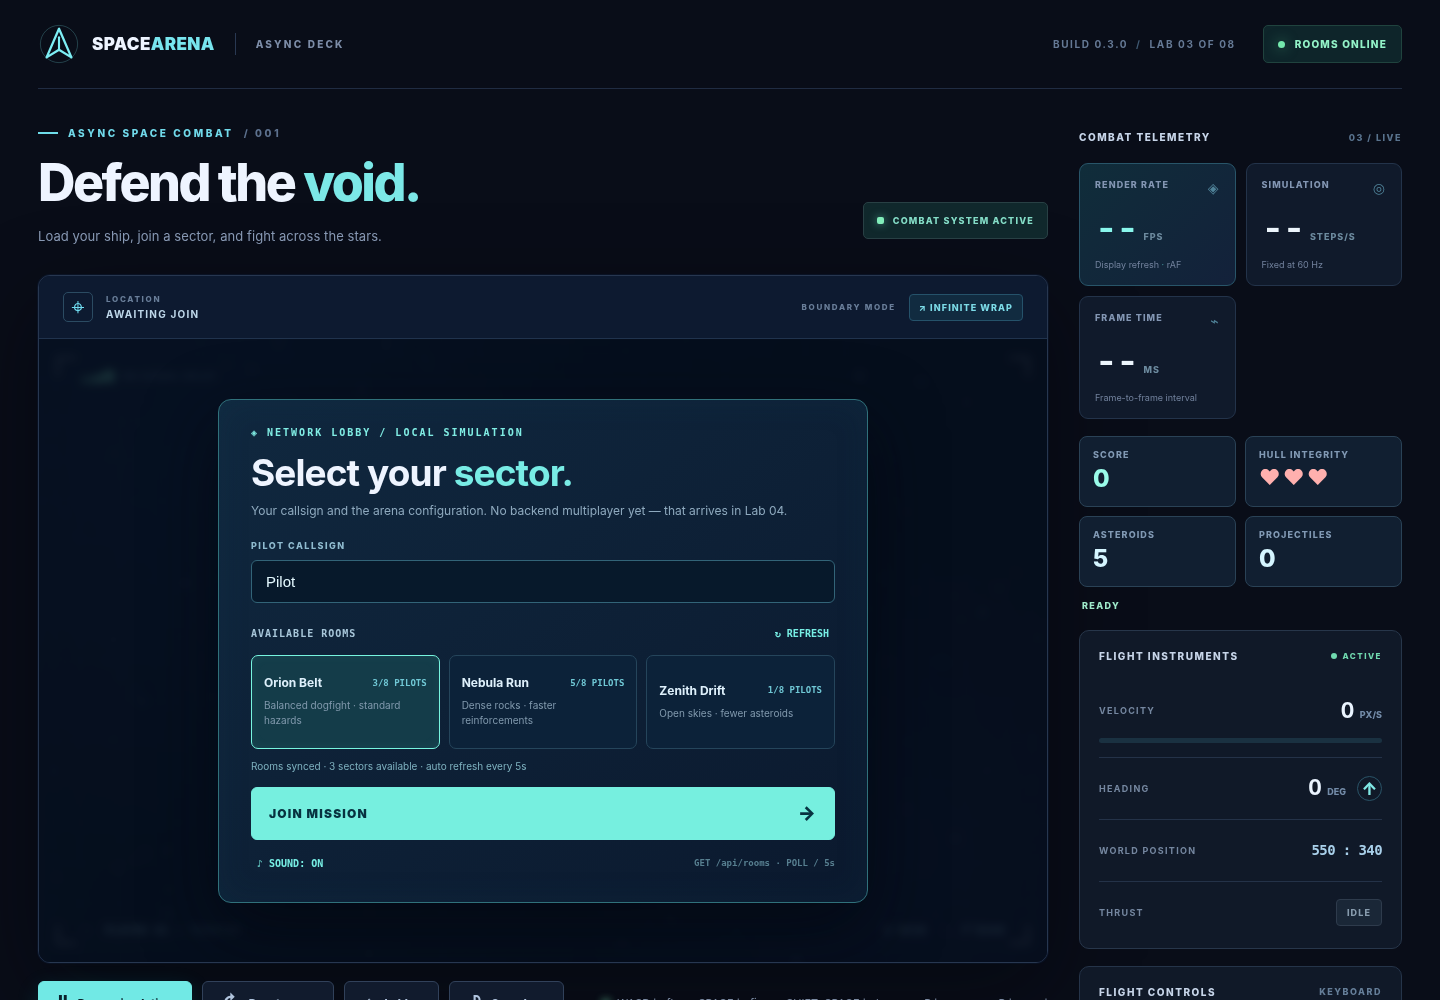 SPACEARENA
ASYNC DECK
BUILD 0.3.0 / LAB 03 OF 08
ROOMS ONLINE
ASYNC SPACE COMBAT / 001
Defend the void.
Load your ship, join a sector, and fight across the stars.
COMBAT SYSTEM ACTIVE
LOCATION
AWAITING JOIN
BOUNDARY MODE
INFINITE WRAP
NETWORK LOBBY / LOCAL SIMULATION
Select your sector.
Your callsign and the arena configuration. No backend multiplayer yet — that arrives in Lab 04.
PILOT CALLSIGN
Pilot
AVAILABLE ROOMS
↻ REFRESH
Orion Belt
3/8 PILOTS
Balanced dogfight · standard
hazards
Nebula Run
5/8 PILOTS
Dense rocks · faster
reinforcements
Zenith Drift
1/8 PILOTS
Open skies · fewer asteroids
Rooms synced · 3 sectors available · auto refresh every 5s
JOIN MISSION →
♪ SOUND: ON
GET /api/rooms · POLL / 5s
COMBAT TELEMETRY
03 / LIVE
RENDER RATE
-- FPS
Display refresh · rAF
SIMULATION
-- STEPS/S
Fixed at 60 Hz
FRAME TIME
-- MS
Frame-to-frame interval
SCORE
0
HULL INTEGRITY
♥♥♥
ASTEROIDS
5
PROJECTILES
0
READY
FLIGHT INSTRUMENTS
ACTIVE
VELOCITY
0 PX/S
HEADING
0 DEG
WORLD POSITION
550 : 340
THRUST
IDLE
FLIGHT CONTROLS
KEYBOARD